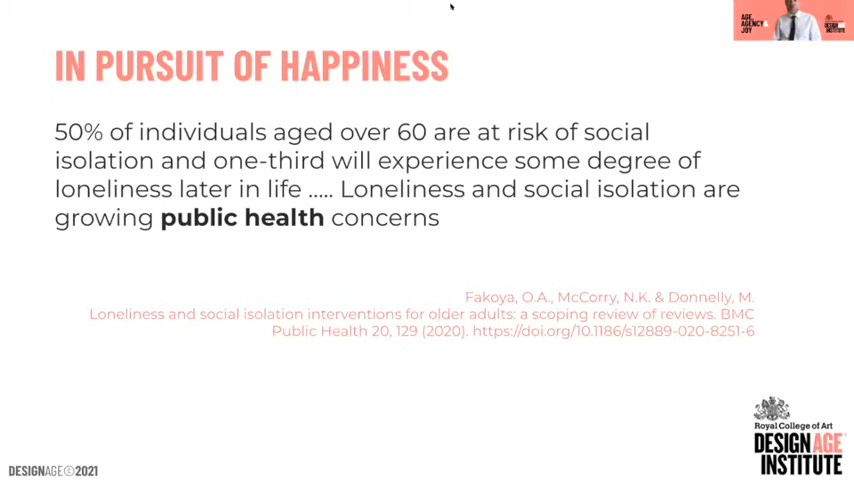 AGE,
AGENCY &
JOY
DESIGN
INSTITUTE
IN PURSUIT OF HAPPINESS
50% of individuals aged over 60 are at risk of social
isolation and one-third will experience some degree of
loneliness later in life ..... Loneliness and social isolation are
growing public health concerns
Fakoya, O.A., McCorry, N.K. & Donnelly, M.
Loneliness and social isolation interventions for older adults: a scoping review of reviews. BMC
Public Health 20, 129 (2020). https://doi.org/10.1186/s12889-020-8251-6
Royal College of Art
DESIGN AGE
INSTITUTE
DESIGNAGE©2021